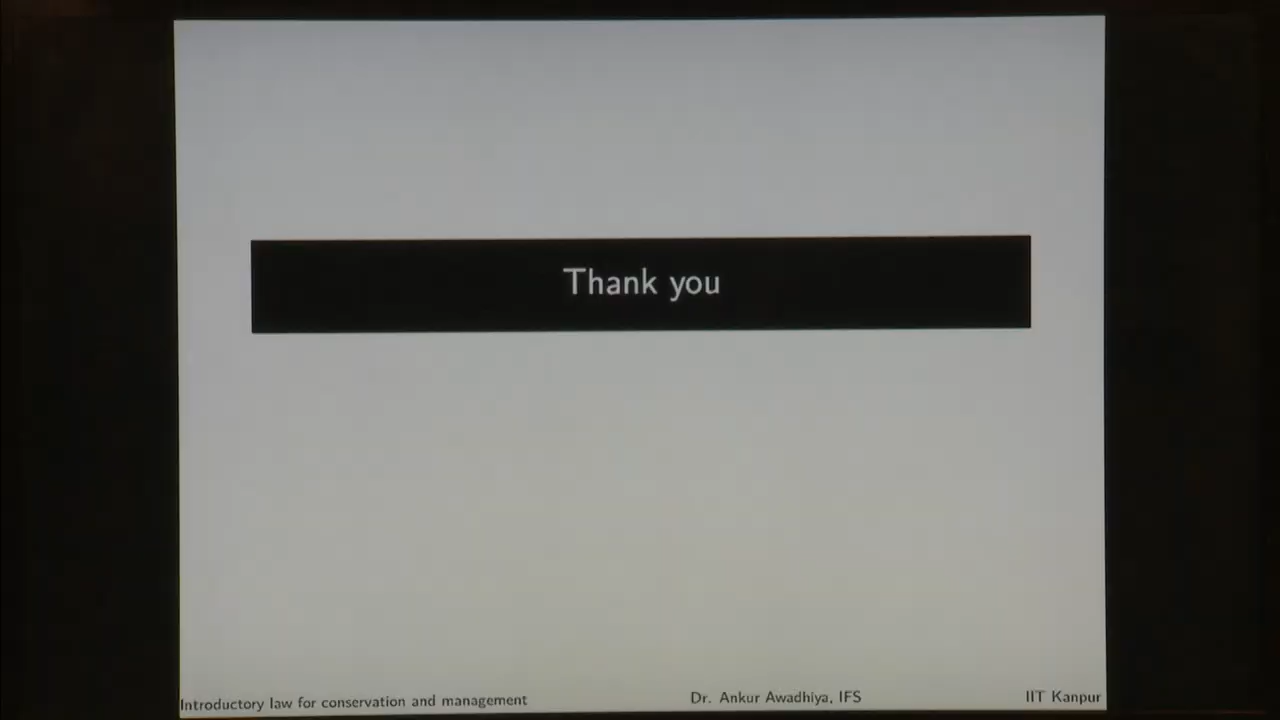 Thank you
Introductory law for conservation and management Dr. Ankur Awadhiya, IFS IIT Kanpur